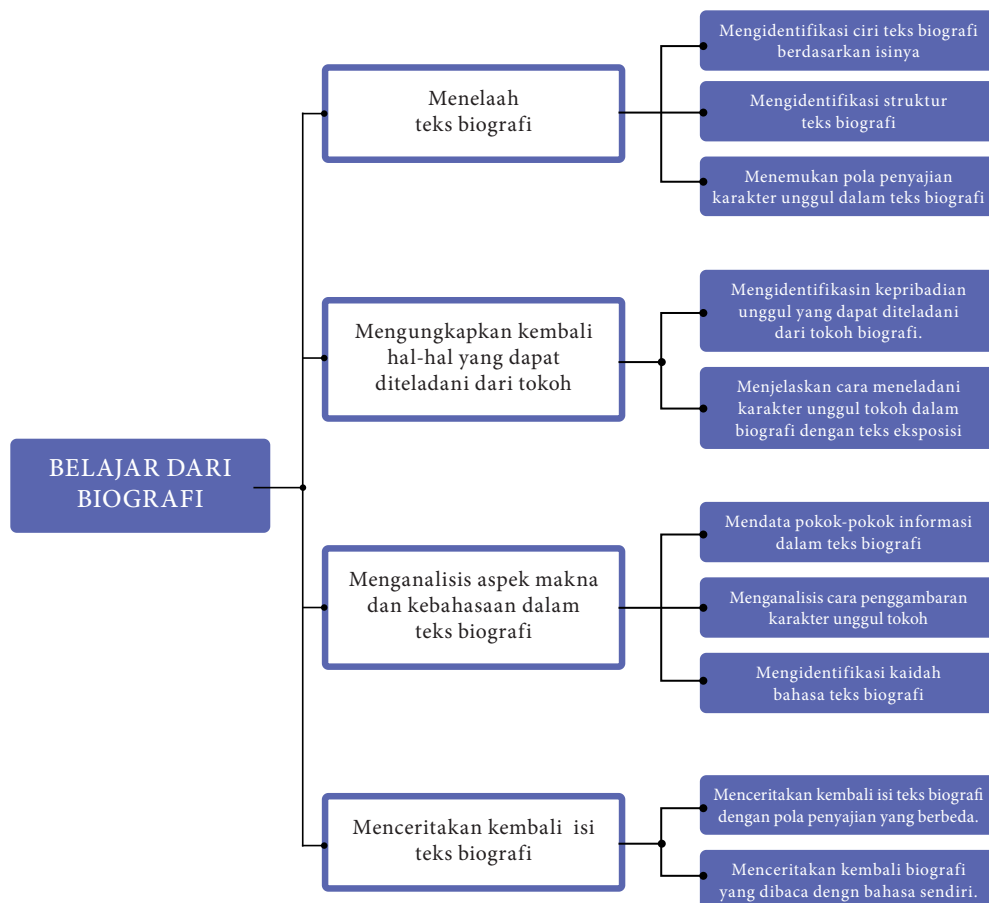 BELAJAR DARI
BIOGRAFI
Menelaah
teks biografi
Mengidentifikasi ciri teks biografi
berdasarkan isinya
Mengidentifikasi struktur
teks biografi
Menemukan pola penyajian
karakter unggul dalam teks biografi
Mengungkapkan kembali
hal-hal yang dapat
diteladani dari tokoh
Mengidentifikasin kepribadian
unggul yang dapat diteladani
dari tokoh biografi.
Menjelaskan cara meneladani
karakter unggul tokoh dalam
biografi dengan teks eksposisi
Menganalisis aspek makna
dan kebahasaan dalam
teks biografi
Mendata pokok-pokok informasi
dalam teks biografi
Menganalisis cara penggambaran
karakter unggul tokoh
Mengidentifikasi kaidah
bahasa teks biografi
Menceritakan kembali isi
teks biografi
Menceritakan kembali isi teks biografi
dengan pola penyajian yang berbeda.
Menceritakan kembali biografi
yang dibaca dengn bahasa sendiri.